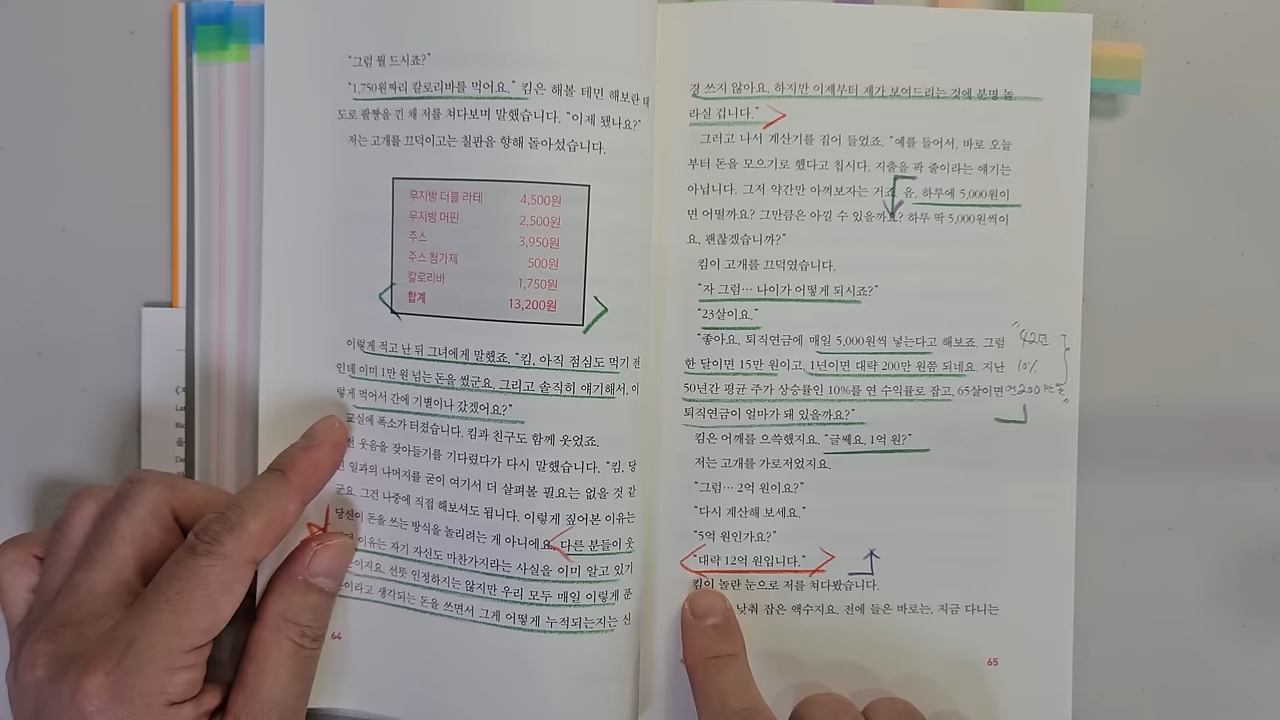 "그럼 뭘 드시죠?"
"1,750원짜리 칼로리바를 먹어요." 킴은 해볼 테면 해보란 태
도로 팔짱을 낀 채 저를 쳐다보며 말했습니다. "이제 됐나요?"
저는 고개를 끄덕이고는 칠판을 향해 돌아섰습니다.
무지방 더블 라테 4,500원
무지방 머핀 2,500원
주스 3,950원
주스 첨가제 500원
칼로리바 1,750원
합계 13,200원
이렇게 적고 난 뒤 그녀에게 말했죠. "킴, 아직 점심도 먹기 전
인데 이미 1만 원 넘는 돈을 썼군요. 그리고 솔직히 얘기해서, 이
렇게 먹어서 간에 기별이나 갔겠어요?"
교실에 폭소가 터졌습니다. 킴과 친구도 함께 웃었죠.
웃음을 잦아들기를 기다렸다가 다시 말했습니다. "킴, 당
일과의 나머지를 굳이 여기서 더 살펴볼 필요는 없을 것 같
군요. 그건 나중에 직접 해보셔도 됩니다. 이렇게 짚어본 이유는
당신이 돈을 쓰는 방식을 놀리려는 게 아니에요. 다른 분들이 웃
이유는 자기 자신도 마찬가지라는 사실을 이미 알고 있기
선뜻 인정하지는 않지만 우리 모두 매일 이렇게 푼
이라고 생각되는 돈을 쓰면서 그게 어떻게 누적되는지는 신
64
경 쓰지 않아요. 하지만 이제부터 제가 보여드리는 것에 분명 놀
라실 겁니다."
그러고 나서 계산기를 집어 들었죠. "예를 들어서, 바로 오늘
부터 돈을 모으기로 했다고 칩시다. 지출을 팍 줄이라는 얘기는
아닙니다. 그저 약간만 아껴보자는 거죠. 음, 하루에 5,000원이
면 어떨까요? 그만큼은 아낄 수 있을까요? 하루 딱 5,000원씩이
요, 괜찮겠습니까?"
킴이 고개를 끄덕였습니다.
"자 그럼… 나이가 어떻게 되시죠?"
"23살이요."
"좋아요, 퇴직연금에 매일 5,000원씩 넣는다고 해보죠. 그럼
한 달이면 15만 원이고, 1년이면 대략 200만 원쯤 되네요. 지난
50년간 평균 주가 상승률인 10%를 연 수익률로 잡고, 65살이면
퇴직연금이 얼마가 돼 있을까요?"
"42년
10%
연200만원"
킴은 어깨를 으쓱했지요. "글쎄요, 1억 원?"
저는 고개를 가로저었지요.
"그럼… 2억 원이요?"
"다시 계산해 보세요."
"5억 원인가요?"
"대략 12억 원입니다."
킴이 놀란 눈으로 저를 쳐다봤습니다.
낮춰 잡은 액수지요. 전에 들은 바로는, 지금 다니는
65